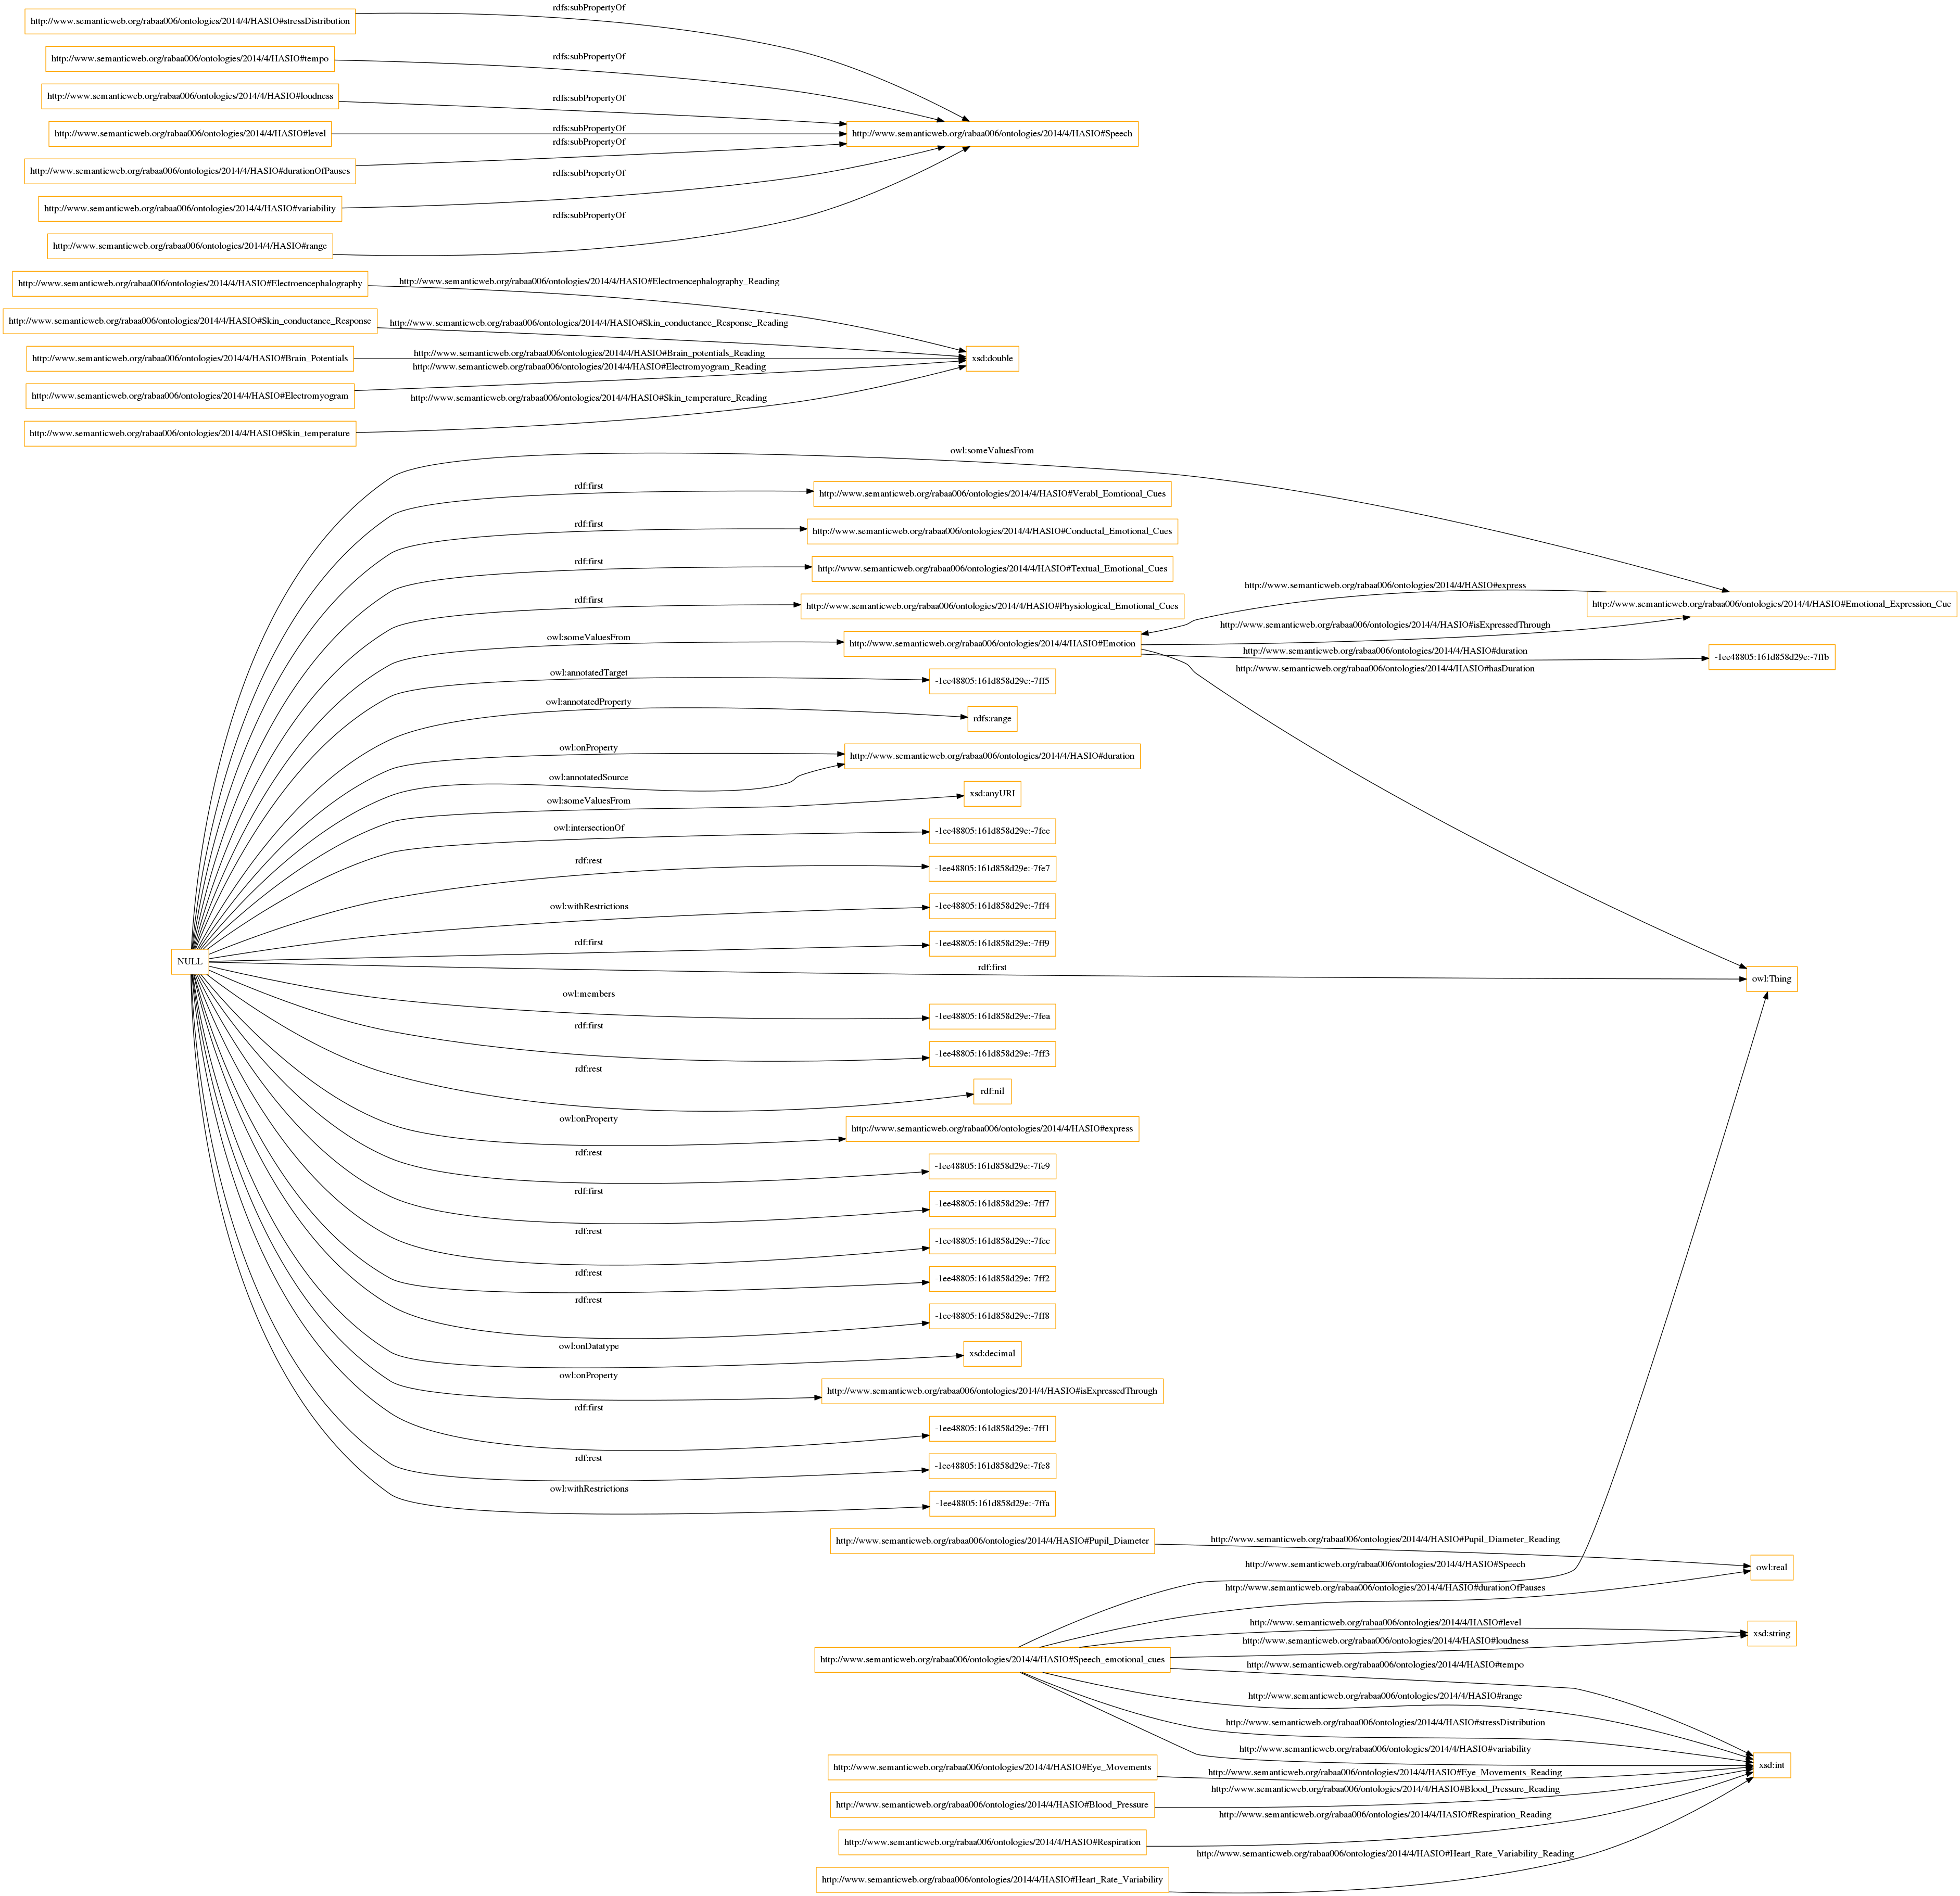 http://www.semanticweb.org/rabaa006/ontologies/2014/4/HASIO#stressDistribution
rdfs:subPropertyOf
http://www.semanticweb.org/rabaa006/ontologies/2014/4/HASIO#tempo
rdfs:subPropertyOf
http://www.semanticweb.org/rabaa006/ontologies/2014/4/HASIO#loudness
rdfs:subPropertyOf
http://www.semanticweb.org/rabaa006/ontologies/2014/4/HASIO#level
rdfs:subPropertyOf
http://www.semanticweb.org/rabaa006/ontologies/2014/4/HASIO#Speech
rdfs:subPropertyOf
http://www.semanticweb.org/rabaa006/ontologies/2014/4/HASIO#durationOfPauses
rdfs:subPropertyOf
http://www.semanticweb.org/rabaa006/ontologies/2014/4/HASIO#variability
rdfs:subPropertyOf
http://www.semanticweb.org/rabaa006/ontologies/2014/4/HASIO#range
http://www.semanticweb.org/rabaa006/ontologies/2014/4/HASIO#Electroencephalography
http://www.semanticweb.org/rabaa006/ontologies/2014/4/HASIO#Electroencephalography_Reading
http://www.semanticweb.org/rabaa006/ontologies/2014/4/HASIO#Skin_conductance_Response
http://www.semanticweb.org/rabaa006/ontologies/2014/4/HASIO#Skin_conductance_Response_Reading
http://www.semanticweb.org/rabaa006/ontologies/2014/4/HASIO#Brain_Potentials
http://www.semanticweb.org/rabaa006/ontologies/2014/4/HASIO#Brain_potentials_Reading
xsd:double
http://www.semanticweb.org/rabaa006/ontologies/2014/4/HASIO#Electromyogram_Reading
http://www.semanticweb.org/rabaa006/ontologies/2014/4/HASIO#Electromyogram
http://www.semanticweb.org/rabaa006/ontologies/2014/4/HASIO#Skin_temperature_Reading
http://www.semanticweb.org/rabaa006/ontologies/2014/4/HASIO#Skin_temperature
owl:someValuesFrom
rdf:first
http://www.semanticweb.org/rabaa006/ontologies/2014/4/HASIO#Verabl_Eomtional_Cues
rdf:first
http://www.semanticweb.org/rabaa006/ontologies/2014/4/HASIO#Conductal_Emotional_Cues
rdf:first
http://www.semanticweb.org/rabaa006/ontologies/2014/4/HASIO#Textual_Emotional_Cues
http://www.semanticweb.org/rabaa006/ontologies/2014/4/HASIO#express
rdf:first
http://www.semanticweb.org/rabaa006/ontologies/2014/4/HASIO#Physiological_Emotional_Cues
http://www.semanticweb.org/rabaa006/ontologies/2014/4/HASIO#Emotional_Expression_Cue
http://www.semanticweb.org/rabaa006/ontologies/2014/4/HASIO#isExpressedThrough
owl:someValuesFrom
http://www.semanticweb.org/rabaa006/ontologies/2014/4/HASIO#Emotion
http://www.semanticweb.org/rabaa006/ontologies/2014/4/HASIO#duration
-1ee48805:161d858d29e:-7ffb
http://www.semanticweb.org/rabaa006/ontologies/2014/4/HASIO#hasDuration
owl:annotatedTarget
-1ee48805:161d858d29e:-7ff5
owl:annotatedProperty
rdfs:range
owl:onProperty
http://www.semanticweb.org/rabaa006/ontologies/2014/4/HASIO#duration
owl:annotatedSource
owl:someValuesFrom
xsd:anyURI
owl:intersectionOf
-1ee48805:161d858d29e:-7fee
rdf:rest
-1ee48805:161d858d29e:-7fe7
owl:withRestrictions
-1ee48805:161d858d29e:-7ff4
rdf:first
-1ee48805:161d858d29e:-7ff9
NULL
rdf:first
owl:Thing
owl:members
-1ee48805:161d858d29e:-7fea
rdf:first
-1ee48805:161d858d29e:-7ff3
rdf:rest
rdf:nil
owl:onProperty
http://www.semanticweb.org/rabaa006/ontologies/2014/4/HASIO#express
rdf:rest
-1ee48805:161d858d29e:-7fe9
rdf:first
-1ee48805:161d858d29e:-7ff7
rdf:rest
-1ee48805:161d858d29e:-7fec
rdf:rest
-1ee48805:161d858d29e:-7ff2
rdf:rest
-1ee48805:161d858d29e:-7ff8
owl:onDatatype
xsd:decimal
owl:onProperty
http://www.semanticweb.org/rabaa006/ontologies/2014/4/HASIO#isExpressedThrough
rdf:first
-1ee48805:161d858d29e:-7ff1
rdf:rest
-1ee48805:161d858d29e:-7fe8
owl:withRestrictions
-1ee48805:161d858d29e:-7ffa
http://www.semanticweb.org/rabaa006/ontologies/2014/4/HASIO#Pupil_Diameter
http://www.semanticweb.org/rabaa006/ontologies/2014/4/HASIO#Pupil_Diameter_Reading
http://www.semanticweb.org/rabaa006/ontologies/2014/4/HASIO#Speech
owl:real
http://www.semanticweb.org/rabaa006/ontologies/2014/4/HASIO#durationOfPauses
http://www.semanticweb.org/rabaa006/ontologies/2014/4/HASIO#level
xsd:string
http://www.semanticweb.org/rabaa006/ontologies/2014/4/HASIO#loudness
http://www.semanticweb.org/rabaa006/ontologies/2014/4/HASIO#Speech_emotional_cues
http://www.semanticweb.org/rabaa006/ontologies/2014/4/HASIO#tempo
http://www.semanticweb.org/rabaa006/ontologies/2014/4/HASIO#range
http://www.semanticweb.org/rabaa006/ontologies/2014/4/HASIO#stressDistribution
http://www.semanticweb.org/rabaa006/ontologies/2014/4/HASIO#variability
xsd:int
http://www.semanticweb.org/rabaa006/ontologies/2014/4/HASIO#Eye_Movements
http://www.semanticweb.org/rabaa006/ontologies/2014/4/HASIO#Eye_Movements_Reading
http://www.semanticweb.org/rabaa006/ontologies/2014/4/HASIO#Blood_Pressure_Reading
http://www.semanticweb.org/rabaa006/ontologies/2014/4/HASIO#Blood_Pressure
http://www.semanticweb.org/rabaa006/ontologies/2014/4/HASIO#Respiration_Reading
http://www.semanticweb.org/rabaa006/ontologies/2014/4/HASIO#Respiration
http://www.semanticweb.org/rabaa006/ontologies/2014/4/HASIO#Heart_Rate_Variability_Reading
http://www.semanticweb.org/rabaa006/ontologies/2014/4/HASIO#Heart_Rate_Variability